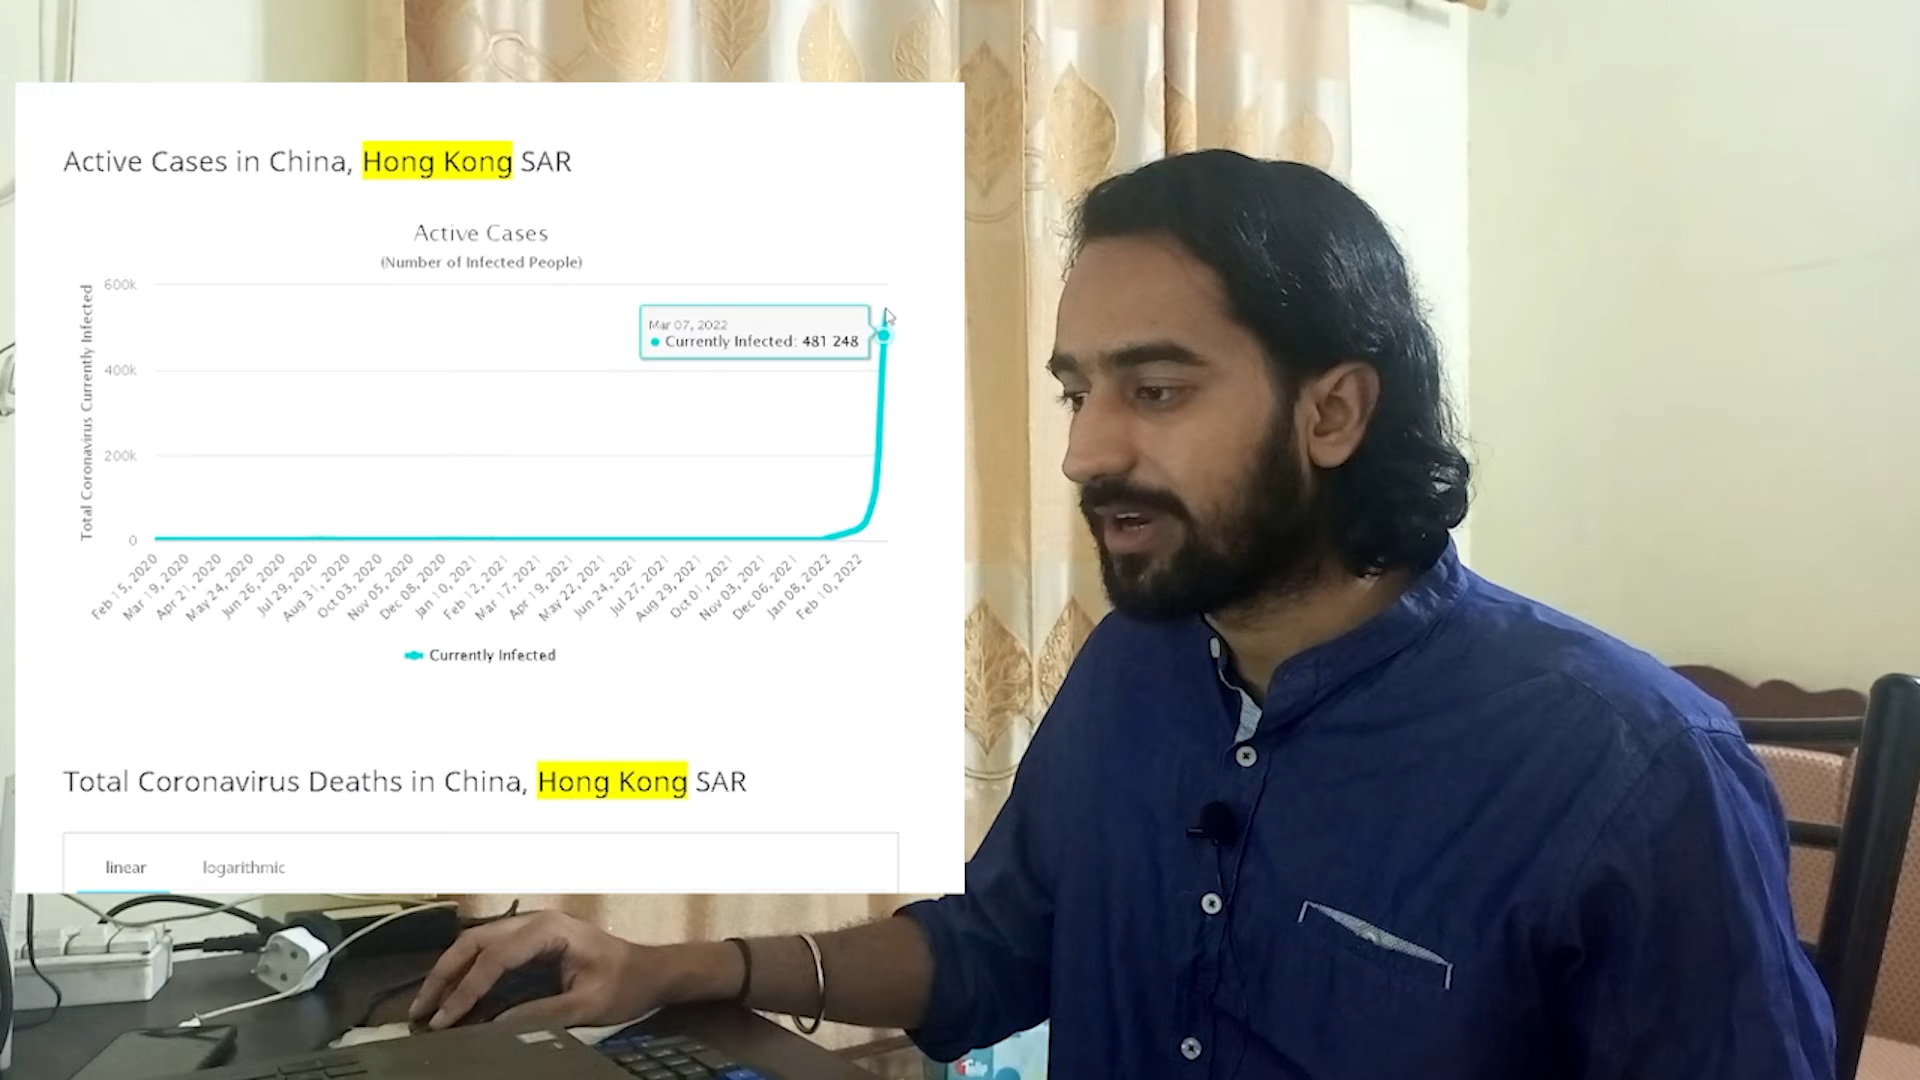 Active Cases in China, Hong Kong SAR
Active Cases
(Number of Infected People)
Total Coronavirus Currently Infected
600k
400k
200k
0
Mar 07, 2022
Currently Infected: 481 248
Feb 15, 2020
Mar 19, 2020
Apr 21, 2020
May 24, 2020
Jun 26, 2020
Jul 29, 2020
Aug 31, 2020
Oct 03, 2020
Nov 05, 2020
Dec 08, 2020
Jan 10, 2021
Feb 12, 2021
Mar 17, 2021
Apr 19, 2021
May 22, 2021
Jun 24, 2021
Jul 27, 2021
Aug 29, 2021
Oct 01, 2021
Nov 03, 2021
Dec 06, 2021
Jan 08, 2022
Feb 10, 2022
Currently Infected
Total Coronavirus Deaths in China, Hong Kong SAR
linear
logarithmic